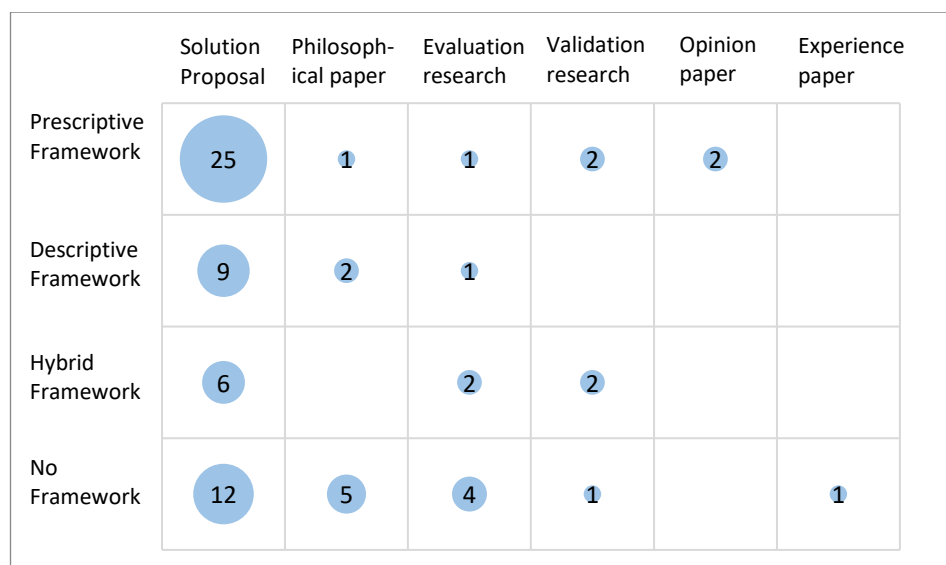 Solution Philosoph- Evaluation Validation Opinion Experience
Proposal ical paper research research paper paper
Prescriptive
Framework
25 1 1 2 2
Descriptive
Framework
9 2 1
Hybrid
Framework
6 2 2
No
Framework
12 5 4 1 1